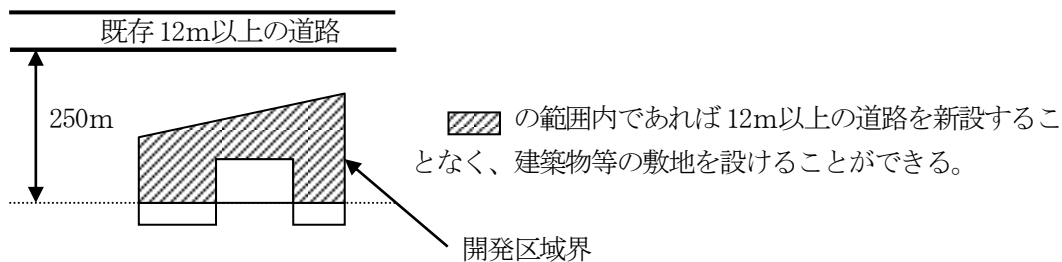 既存12m以上の道路
250m
の範囲内であれば12m以上の道路を新設するこ
となく、建築物等の敷地を設けることができる。
開発区域界